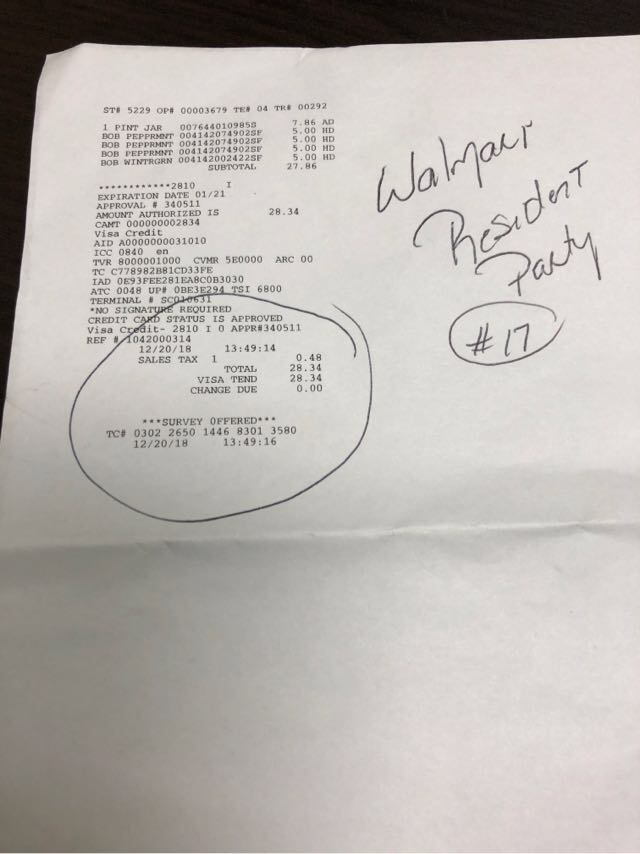 ST# 5229 OP# 00003679 TE# 04 TR# 00292
1 PINT JAR 007644010985S 7.86 AD
BOB PEPPRMNT 004142074902SF 5.00 HD
BOB PEPPRMNT 004142074902SF 5.00 HD
BOB PEPPRMNT 004142074902SF 5.00 HD
BOB WINTRGRN 004142002422SF 5.00 HD
SUBTOTAL 27.86
************2810 I
EXPIRATION DATE 01/21
APPROVAL # 340511
AMOUNT AUTHORIZED IS 28.34
CAMT 000000002834
Visa Credit
AID A0000000031010
ICC 0840 en
TVR 8000001000 CVMR 5E0000 ARC 00
TC C778982B81CD33FE
IAD 0E93FEE281EA8C0B3030
ATC 0048 UP# 0BE3E294 TSI 6800
TERMINAL # SC010631
*NO SIGNATURE REQUIRED
CREDIT CARD STATUS IS APPROVED
Visa Credit- 2810 I 0 APPR#340511
REF # 1042000314
12/20/18 13:49:14
SALES TAX 1 0.48
TOTAL 28.34
VISA TEND 28.34
CHANGE DUE 0.00
***SURVEY OFFERED***
TC# 0302 2650 1446 8301 3580
12/20/18 13:49:16
Walmart
Resident
Party
#17